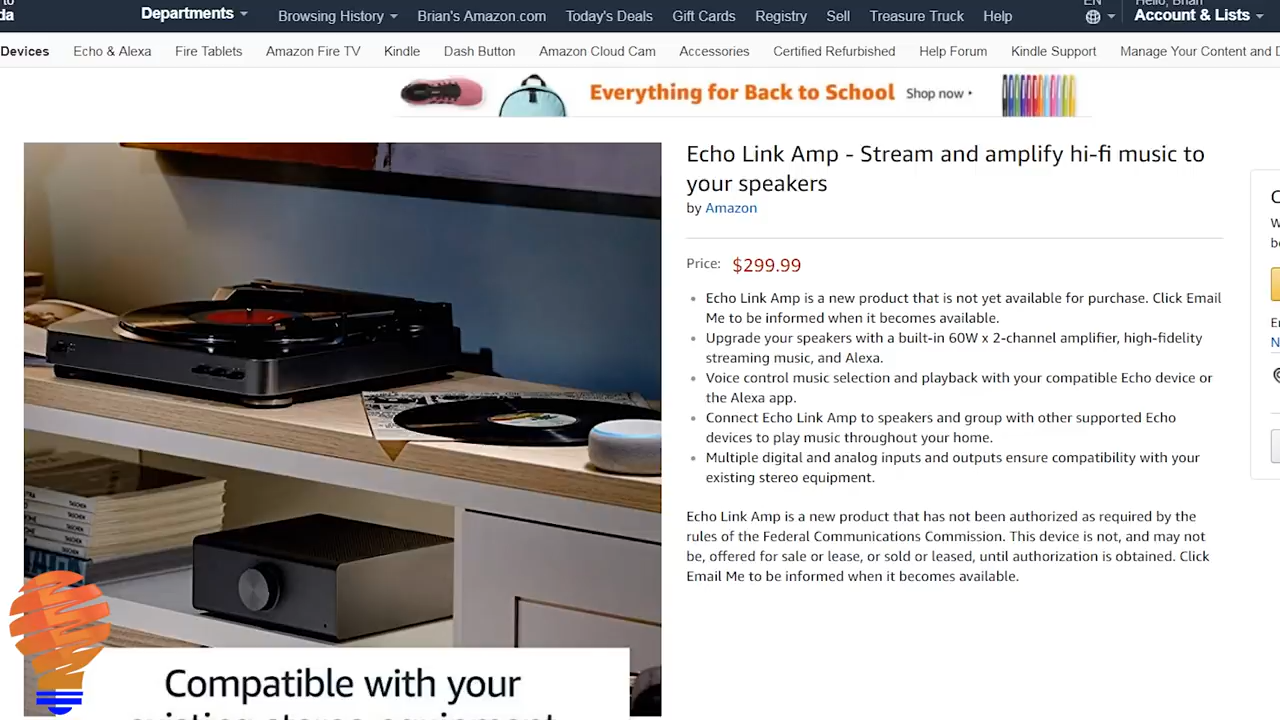 Departments
Browsing History
Brian's Amazon.com
Today's Deals
Gift Cards
Registry
Sell
Treasure Truck
Help
EN
Hello, Brian
Account & Lists
Devices
Echo & Alexa
Fire Tablets
Amazon Fire TV
Kindle
Dash Button
Amazon Cloud Cam
Accessories
Certified Refurbished
Help Forum
Kindle Support
Manage Your Content and
Everything for Back to School
Shop now
Echo Link Amp - Stream and amplify hi-fi music to
your speakers
by Amazon
Price: $299.99
Echo Link Amp is a new product that is not yet available for purchase. Click Email
Me to be informed when it becomes available.
Upgrade your speakers with a built-in 60W x 2-channel amplifier, high-fidelity
streaming music, and Alexa.
Voice control music selection and playback with your compatible Echo device or
the Alexa app.
Connect Echo Link Amp to speakers and group with other supported Echo
devices to play music throughout your home.
Multiple digital and analog inputs and outputs ensure compatibility with your
existing stereo equipment.
Echo Link Amp is a new product that has not been authorized as required by the
rules of the Federal Communications Commission. This device is not, and may not
be, offered for sale or lease, or sold or leased, until authorization is obtained. Click
Email Me to be informed when it becomes available.
TASCHEN
Compatible with your
existing stereo equipment